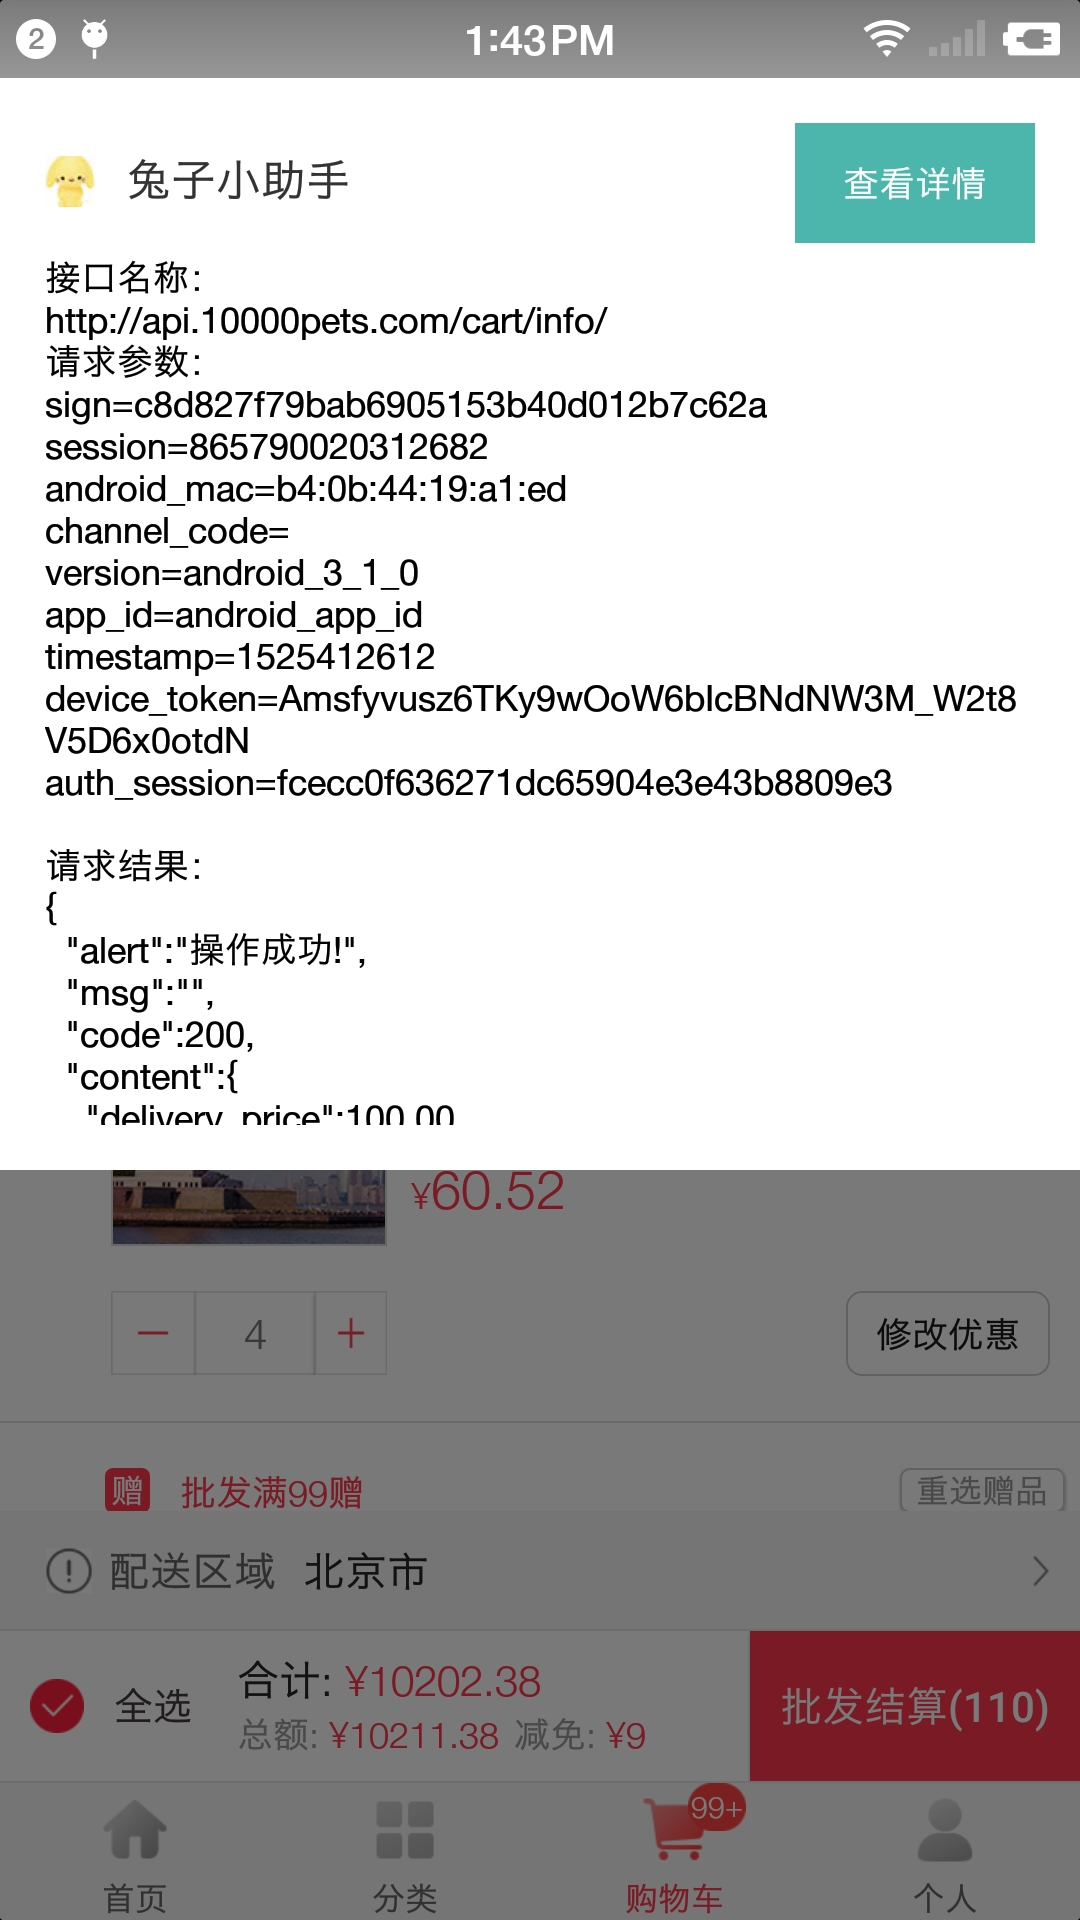 2
1:43PM
兔子小助手
查看详情
接口名称：
http://api.10000pets.com/cart/info/
请求参数：
sign=c8d827f79bab6905153b40d012b7c62a
session=865790020312682
android_mac=b4:0b:44:19:a1:ed
channel_code=
version=android_3_1_0
app_id=android_app_id
timestamp=1525412612
device_token=Amsfyvusz6TKy9wOoW6blcBNdNW3M_W2t8
V5D6x0otdN
auth_session=fcecc0f636271dc65904e3e43b8809e3
请求结果：
{
"alert":"操作成功!",
"msg":"",
"code":200,
"content":{
"delivery_price":100.00
¥60.52
4
修改优惠
赠 批发满99赠
重选赠品
配送区域 北京市
全选
合计: ¥10202.38
总额: ¥10211.38 减免: ¥9
批发结算(110)
99+
首页
分类
购物车
个人